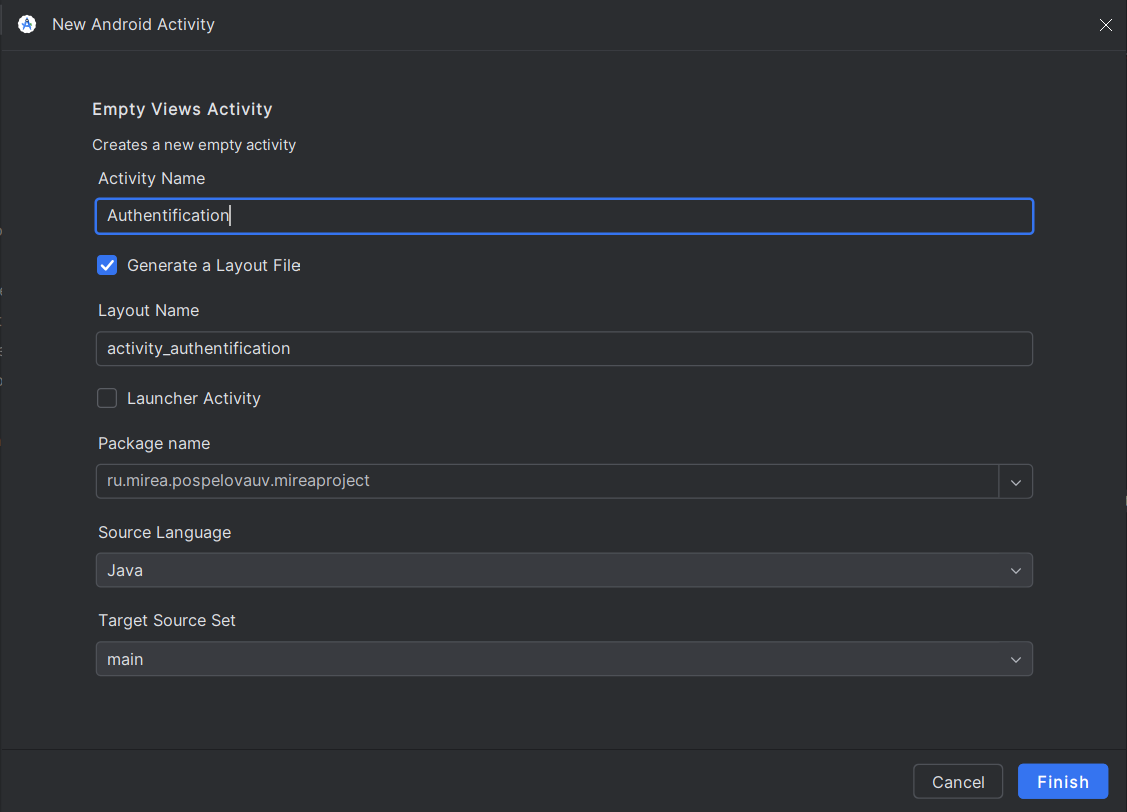 New Android Activity
Empty Views Activity
Creates a new empty activity
Activity Name
Authentification
Generate a Layout File
Layout Name
activity_authentification
Launcher Activity
Package name
ru.mirea.pospelovauv.mireaproject
Source Language
Java
Target Source Set
main
Cancel
Finish